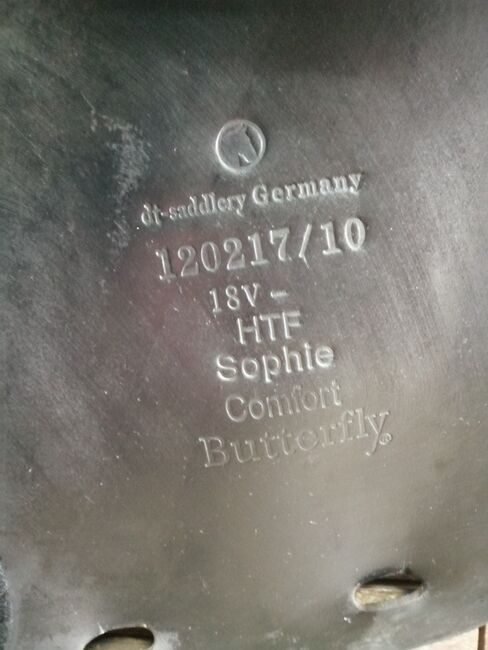 dt-saddlery Germany
120217/10
18V -
HTF
Sophie
Comfort
Butterfly®